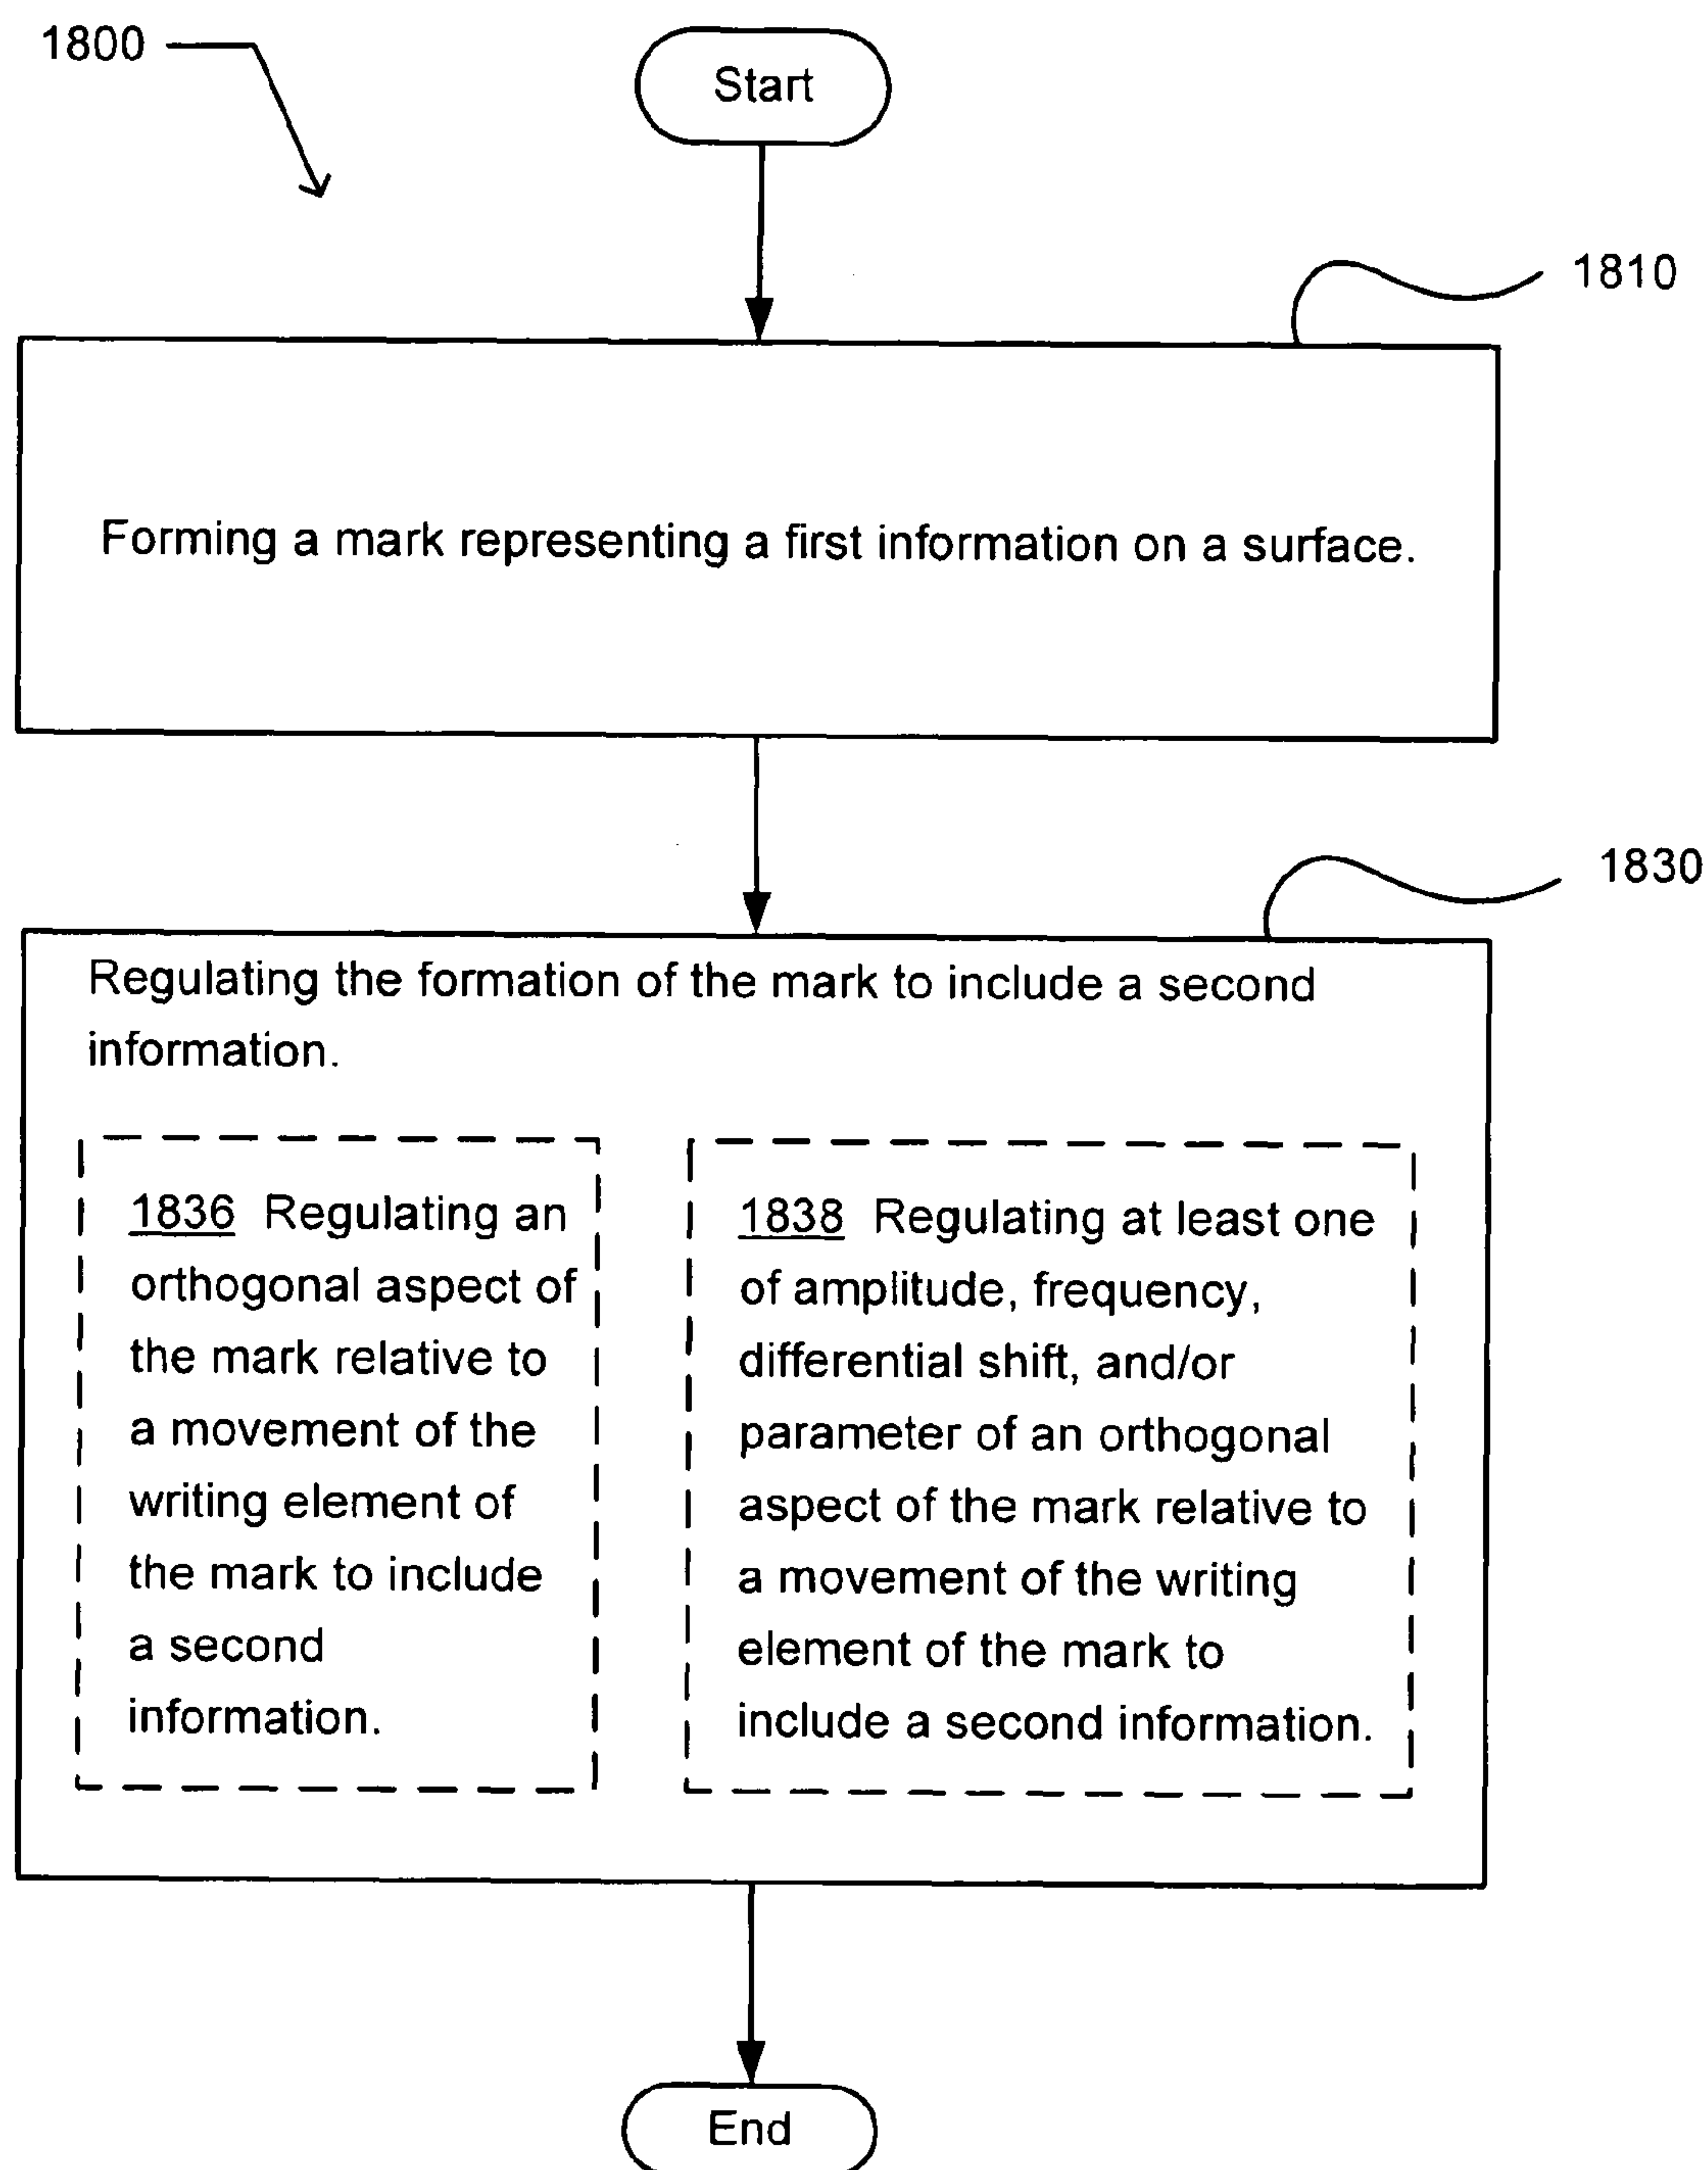 1800
Start
1810
Forming a mark representing a first information on a surface.
1830
Regulating the formation of the mark to include a second
information.
1836 Regulating an
orthogonal aspect of
the mark relative to
a movement of the
writing element of
the mark to include
a second
information.
1838 Regulating at least one
of amplitude, frequency,
differential shift, and/or
parameter of an orthogonal
aspect of the mark relative to
a movement of the writing
element of the mark to
include a second information.
End